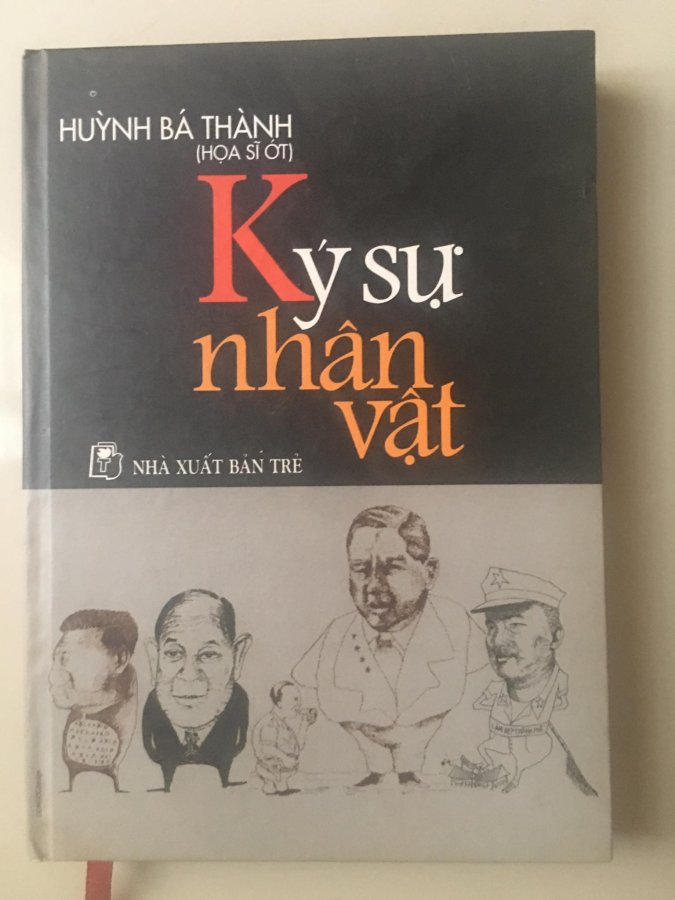 HUỲNH BÁ THÀNH
(HỌA SĨ ỚT)
Ký sự
nhân
vật
T
NHÀ XUẤT BẢN TRẺ